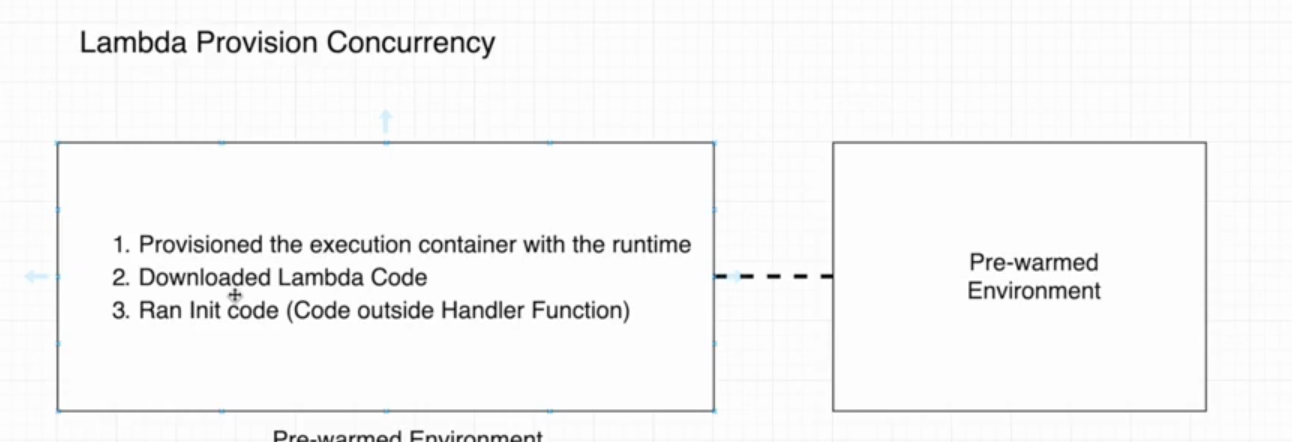 Lambda Provision Concurrency
1. Provisioned the execution container with the runtime
2. Downloaded Lambda Code
3. Ran Init code (Code outside Handler Function)
Pre-warmed
Environment
Pre-warmed Environment